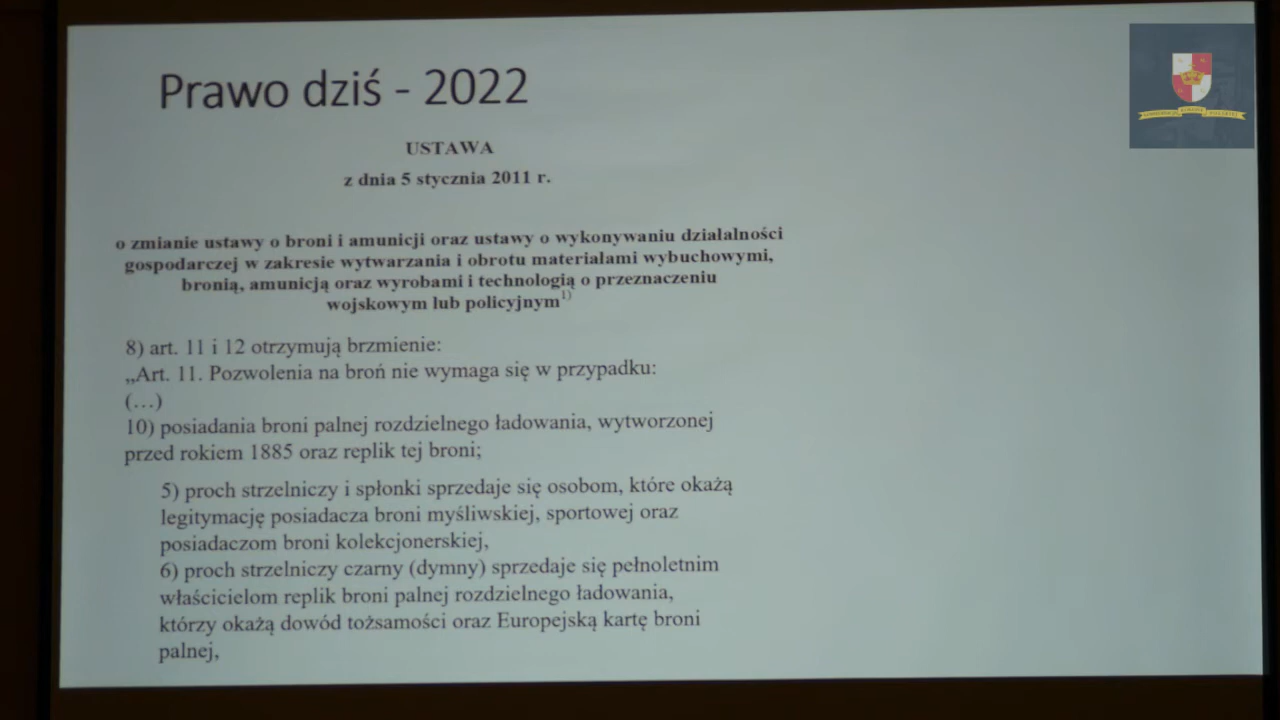 Prawo dziś - 2022
USTAWA
z dnia 5 stycznia 2011 r.
o zmianie ustawy o broni i amunicji oraz ustawy o wykonywaniu działalności
gospodarczej w zakresie wytwarzania i obrotu materiałami wybuchowymi,
bronią, amunicją oraz wyrobami i technologią o przeznaczeniu
wojskowym lub policyjnym1)
8) art. 11 i 12 otrzymują brzmienie:
„Art. 11. Pozwolenia na broń nie wymaga się w przypadku:
(…)
10) posiadania broni palnej rozdzielnego ładowania, wytworzonej
przed rokiem 1885 oraz replik tej broni;
5) proch strzelniczy i spłonki sprzedaje się osobom, które okażą
legitymację posiadacza broni myśliwskiej, sportowej oraz
posiadaczom broni kolekcjonerskiej,
6) proch strzelniczy czarny (dymny) sprzedaje się pełnoletnim
właścicielom replik broni palnej rozdzielnego ładowania,
którzy okażą dowód tożsamości oraz Europejską kartę broni
palnej,